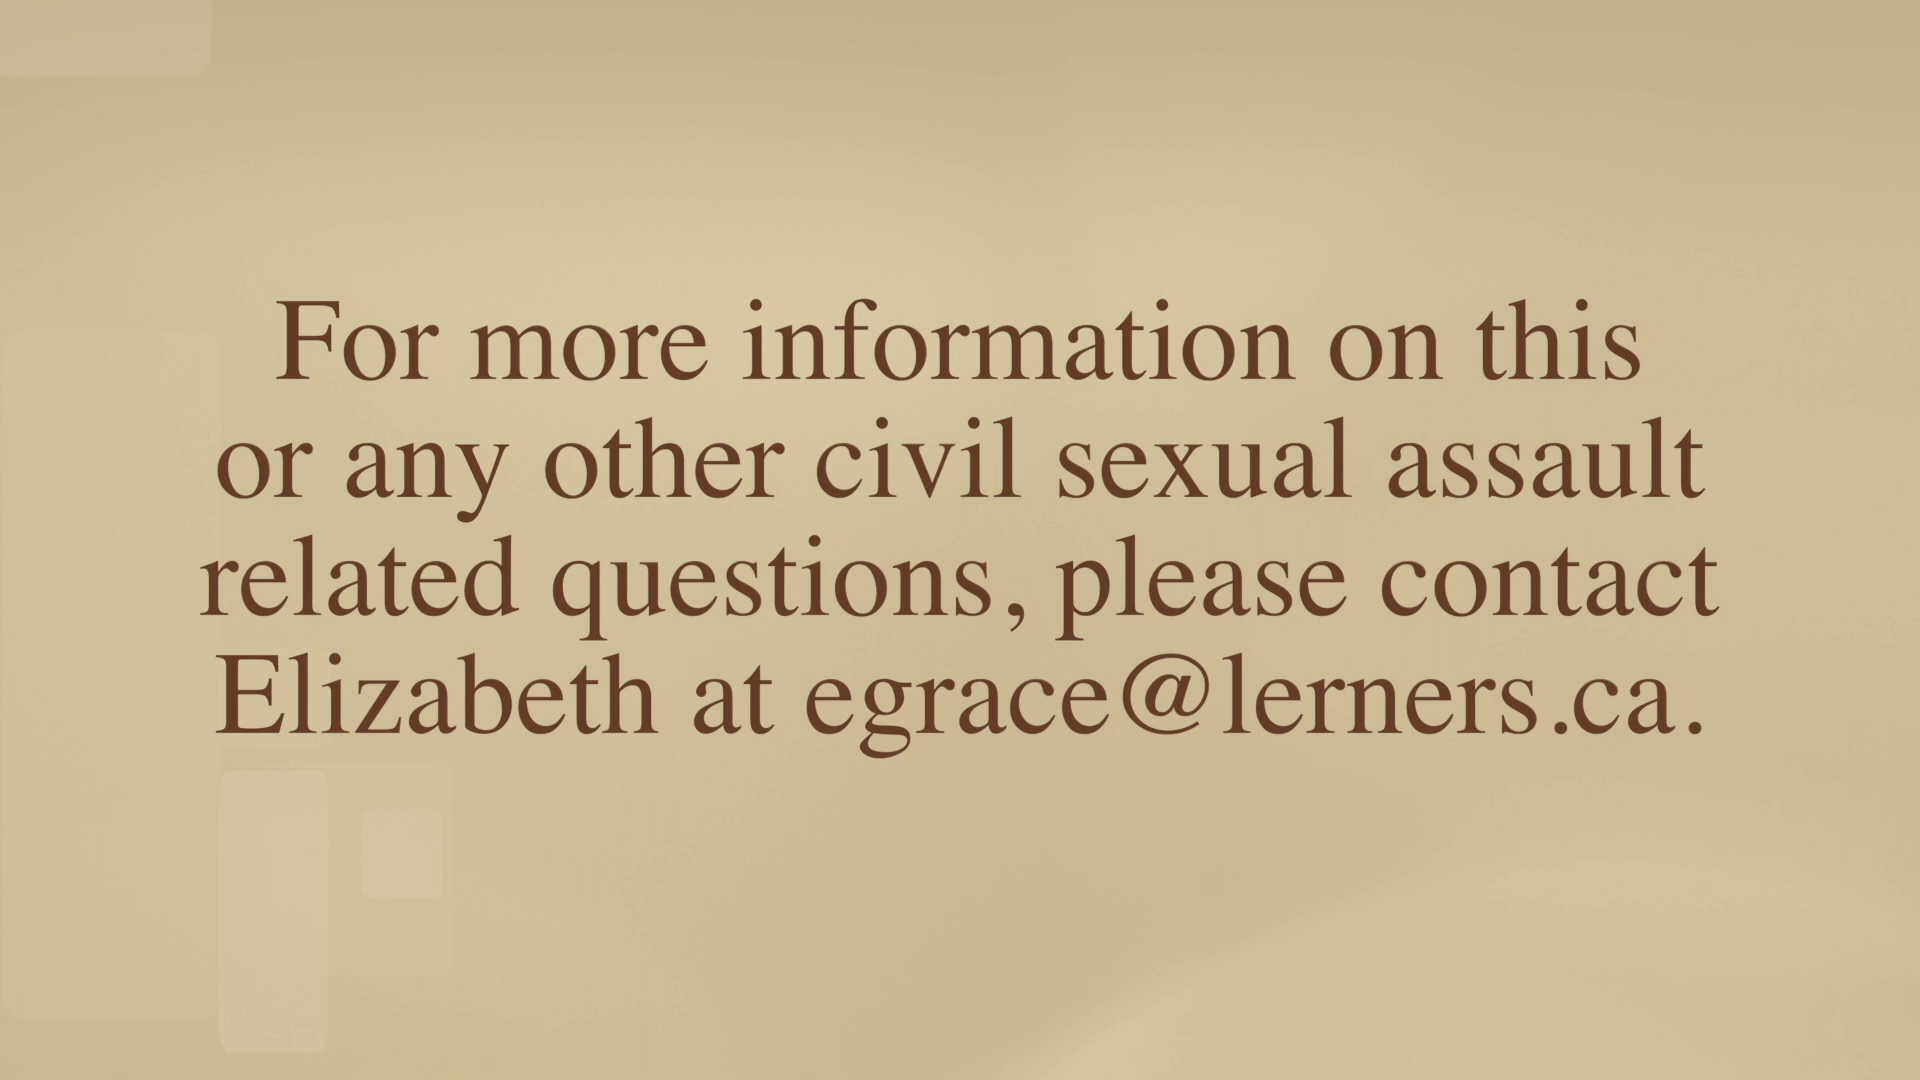 For more information on this
or any other civil sexual assault
related questions, please contact
Elizabeth at egrace@lerners.ca.